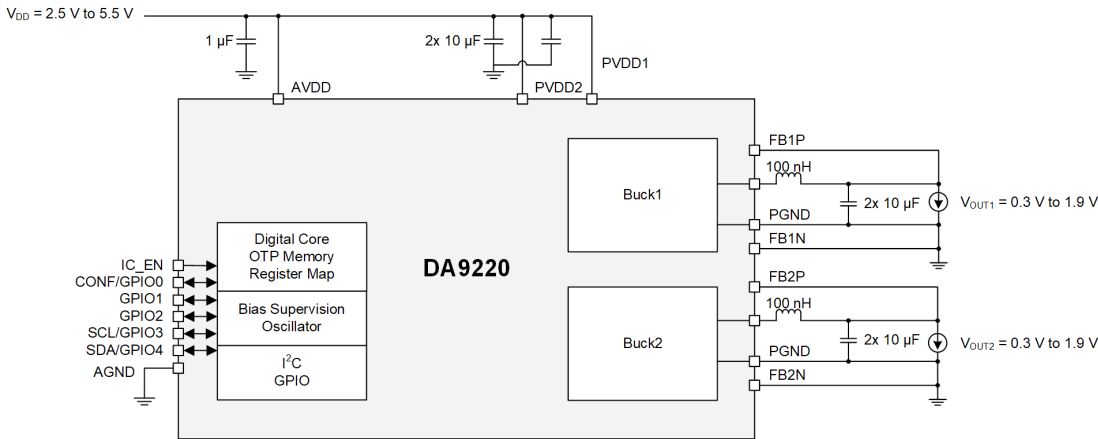 V_DD = 2.5 V to 5.5 V
1 µF
2x 10 µF
PVDD1
AVDD
PVDD2
FB1P
100 nH
Buck1
2x 10 µF
V_OUT1 = 0.3 V to 1.9 V
PGND
FB1N
Digital Core
OTP Memory
Register Map
DA9220
IC_EN
CONF/GPIO0
GPIO1
GPIO2
SCL/GPIO3
SDA/GPIO4
AGND
Bias Supervision
Oscillator
I²C
GPIO
FB2P
100 nH
Buck2
2x 10 µF
V_OUT2 = 0.3 V to 1.9 V
PGND
FB2N